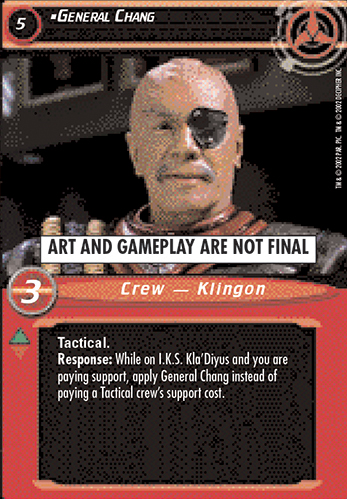 5
▪GENERAL CHANG
TM & © 2002 PAR. PIC. TM & © 2002 DECIPHER INC.
ART AND GAMEPLAY ARE NOT FINAL
3
Crew — Klingon
Tactical.
Response: While on I.K.S. Kla'Diyus and you are
paying support, apply General Chang instead of
paying a Tactical crew's support cost.